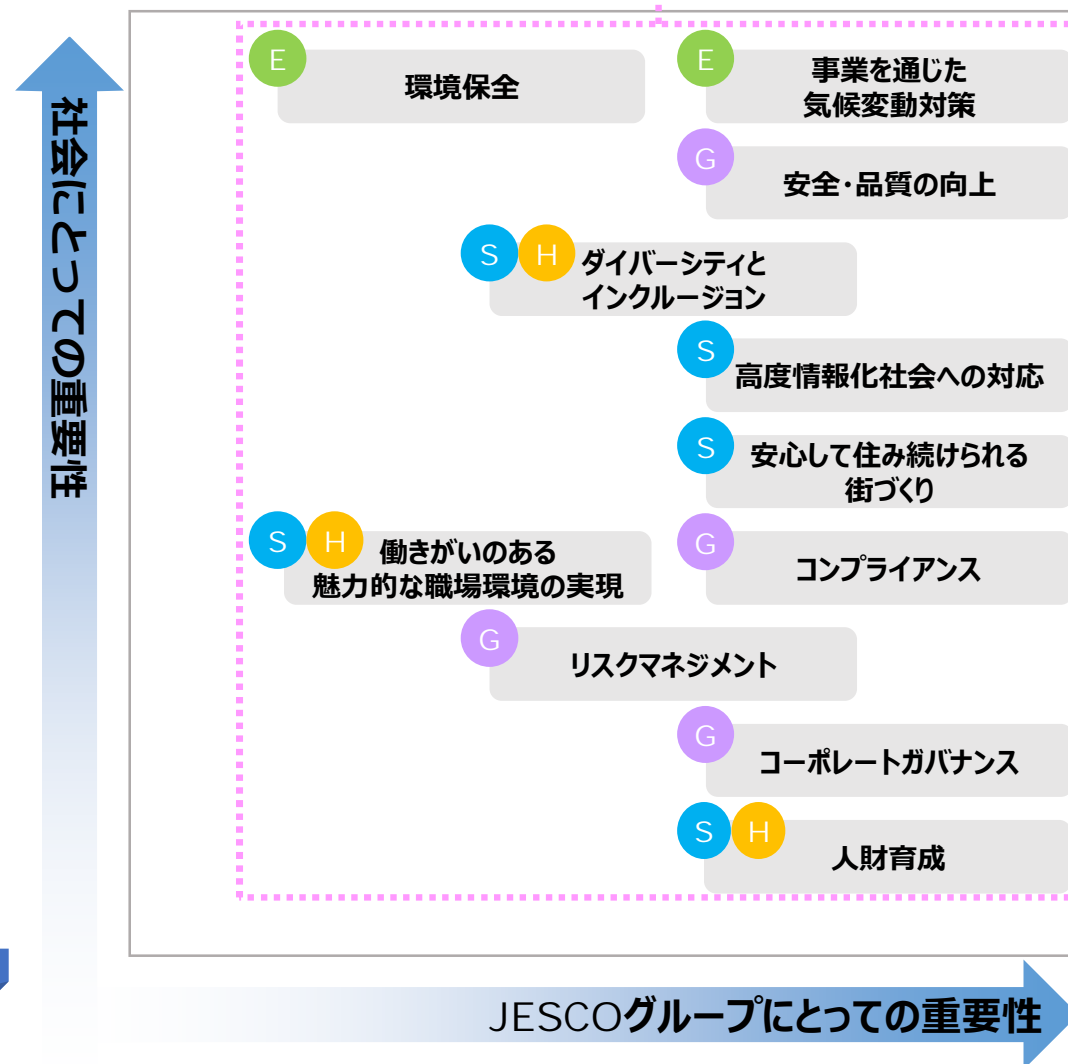 社会にとっての重要性
E
環境保全
E
事業を通じた
気候変動対策
G
安全・品質の向上
S H
ダイバーシティと
インクルージョン
S
高度情報化社会への対応
S
安心して住み続けられる
街づくり
S H
働きがいのある
魅力的な職場環境の実現
G
コンプライアンス
G
リスクマネジメント
G
コーポレートガバナンス
S H
人財育成
JESCOグループにとっての重要性